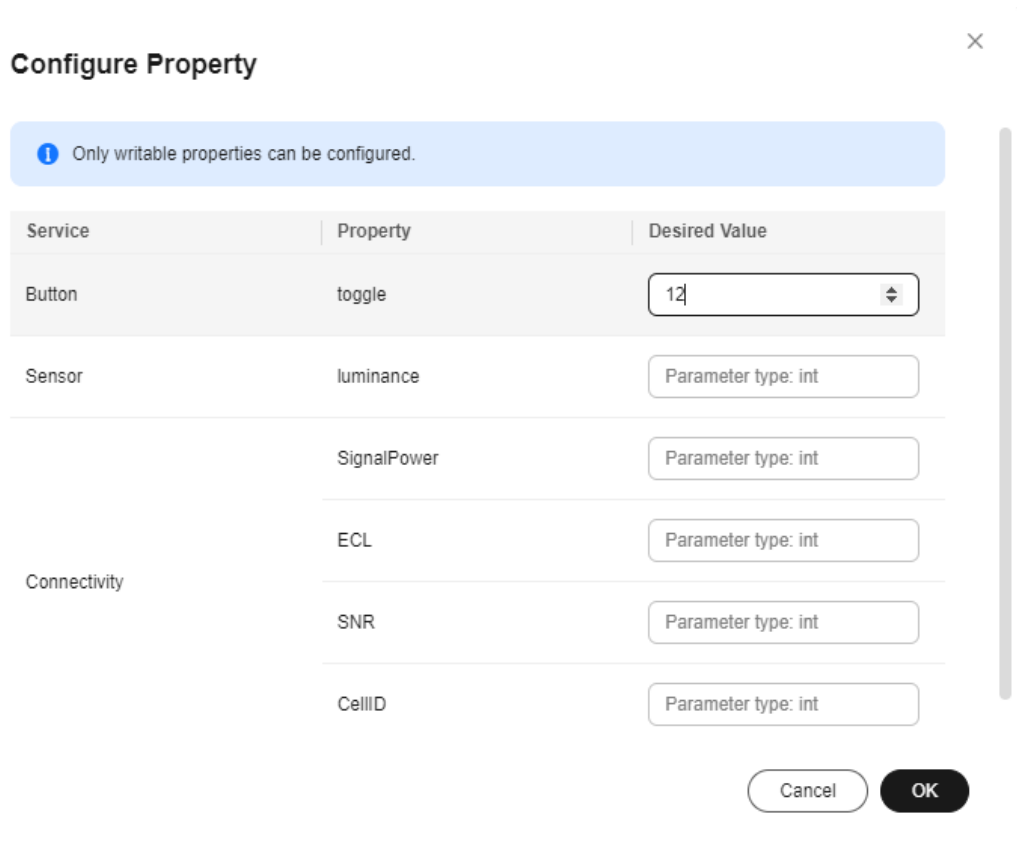 Configure Property
Only writable properties can be configured.
Service Property Desired Value
Button toggle 12
Sensor luminance Parameter type: int
SignalPower Parameter type: int
ECL Parameter type: int
Connectivity
SNR Parameter type: int
CellID Parameter type: int
Cancel OK